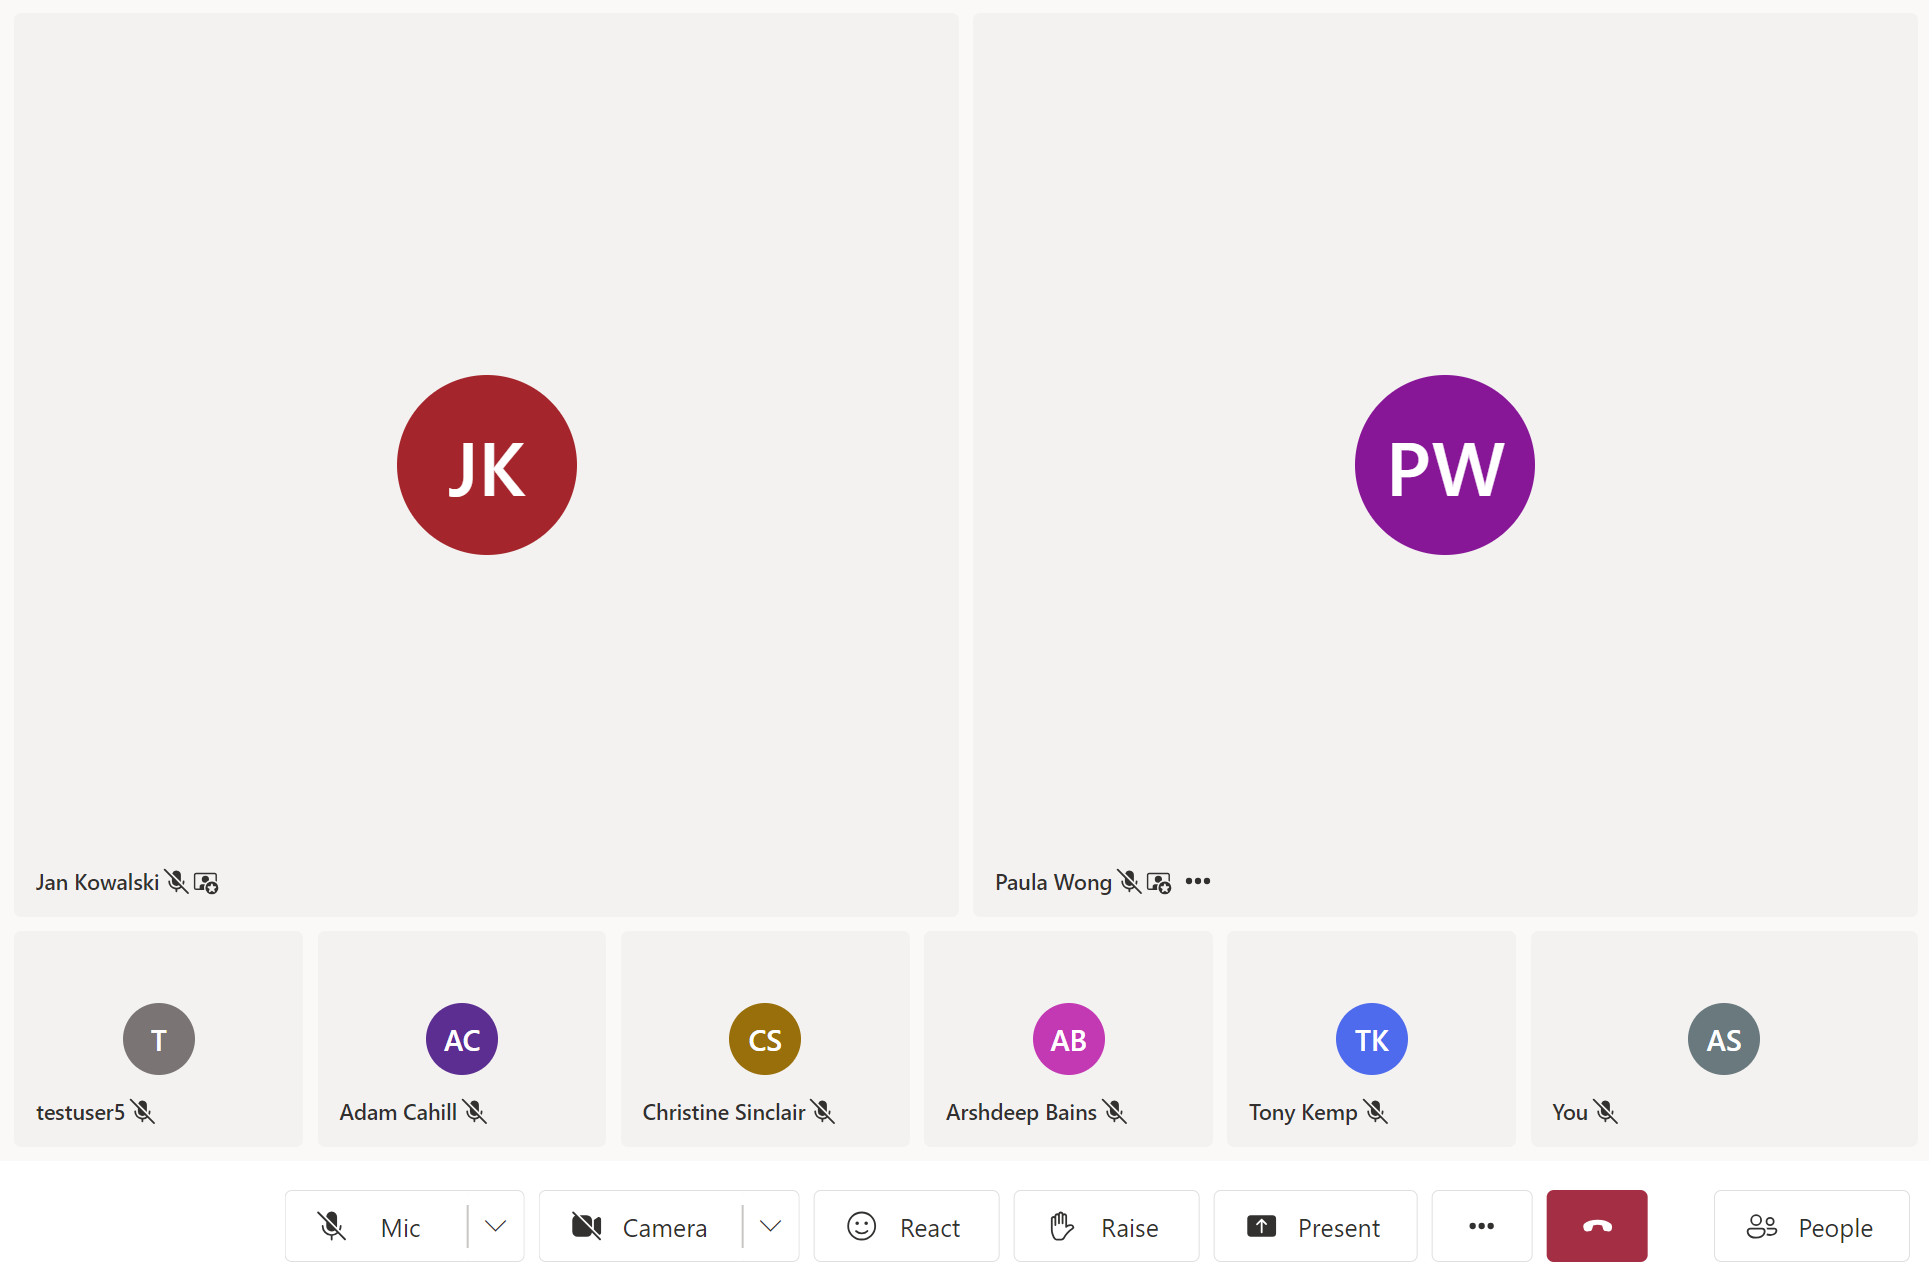 JK
PW
Jan Kowalski
Paula Wong
T
AC
CS
AB
TK
AS
testuser5
Adam Cahill
Christine Sinclair
Arshdeep Bains
Tony Kemp
You
Mic
Camera
React
Raise
Present
People